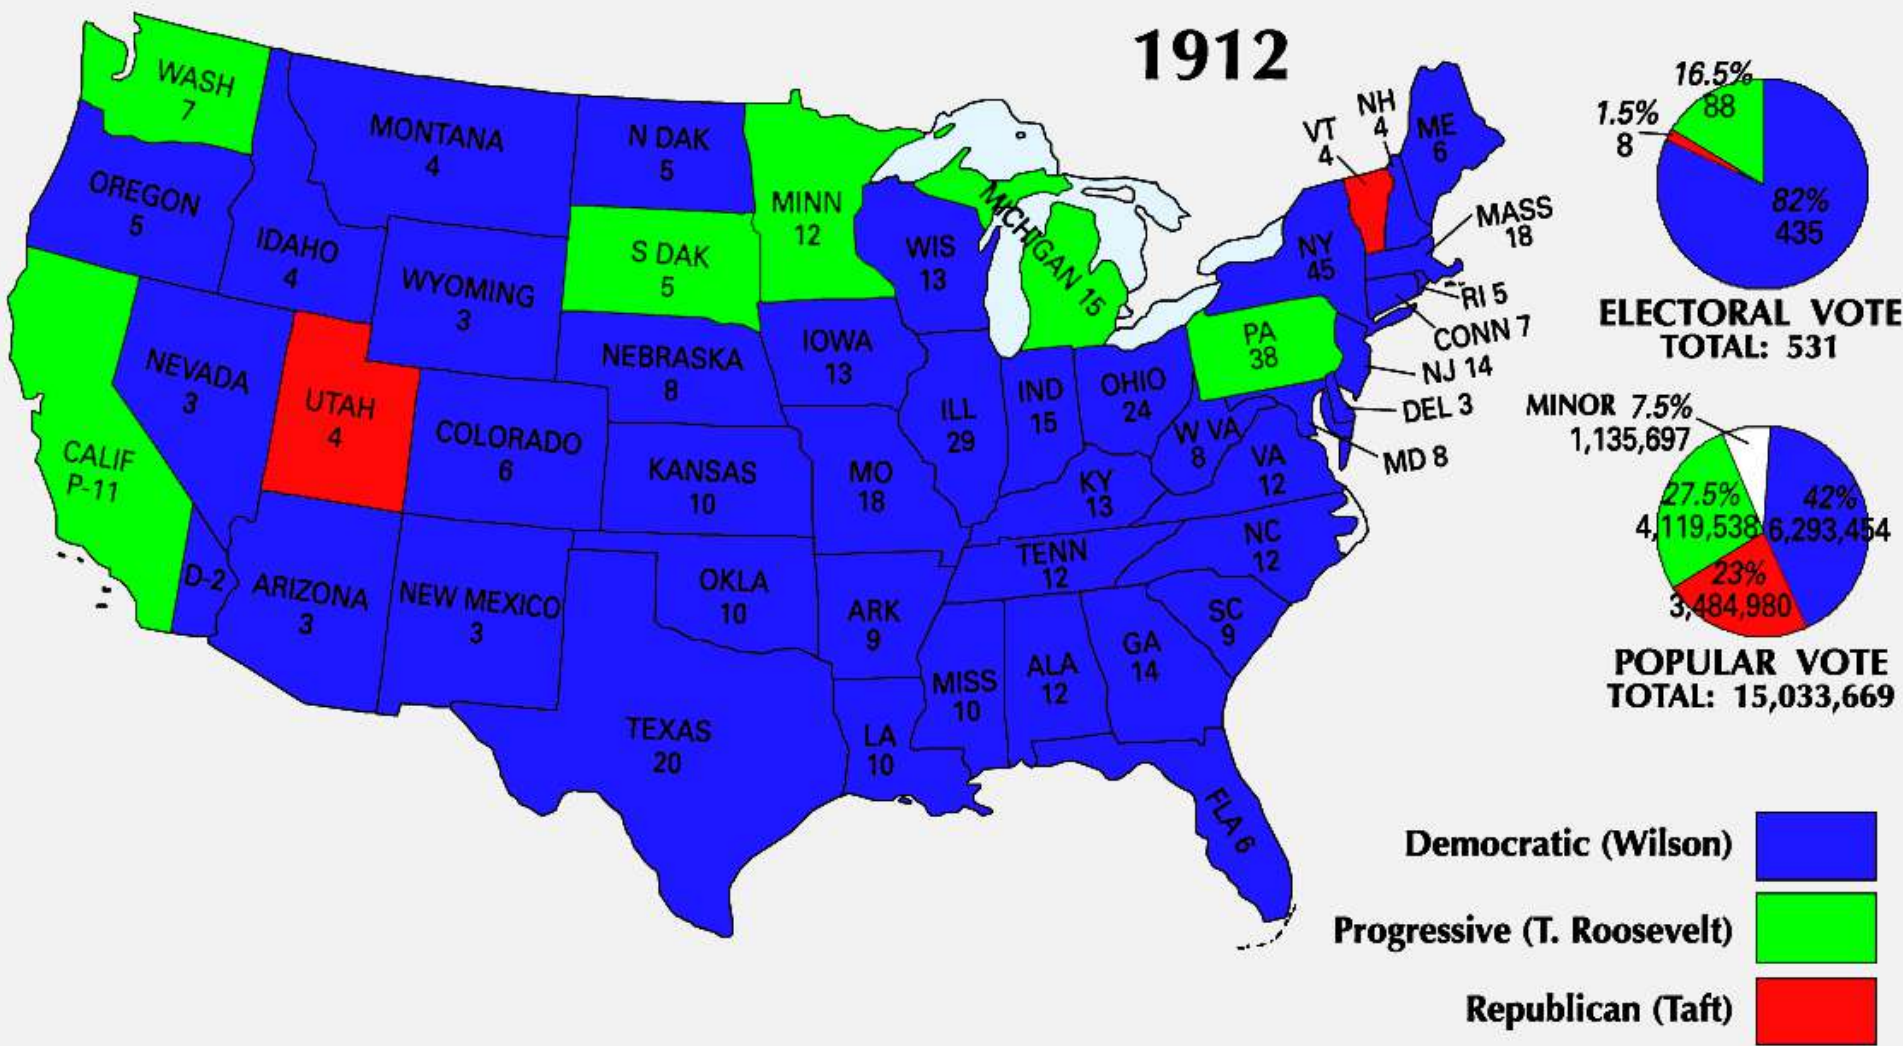 1912
WASH
7
OREGON
5
CALIF
P-11
D-2
NEVADA
3
IDAHO
4
MONTANA
4
WYOMING
3
UTAH
4
COLORADO
6
ARIZONA
3
NEW MEXICO
3
N DAK
5
S DAK
5
NEBRASKA
8
KANSAS
10
OKLA
10
TEXAS
20
MINN
12
IOWA
13
MO
18
ARK
9
LA
10
WIS
13
ILL
29
MICHIGAN 15
IND
15
OHIO
24
KY
13
TENN
12
MISS
10
ALA
12
GA
14
FLA 6
SC
9
NC
12
VA
12
W VA
8
PA
38
NY
45
VT
4
NH
4
ME
6
MASS
18
RI 5
CONN 7
NJ 14
DEL 3
MD 8
16.5%
88
1.5%
8
82%
435
ELECTORAL VOTE
TOTAL: 531
MINOR 7.5%
1,135,697
27.5%
4,119,538
42%
6,293,454
23%
3,484,980
POPULAR VOTE
TOTAL: 15,033,669
Democratic (Wilson)
Progressive (T. Roosevelt)
Republican (Taft)